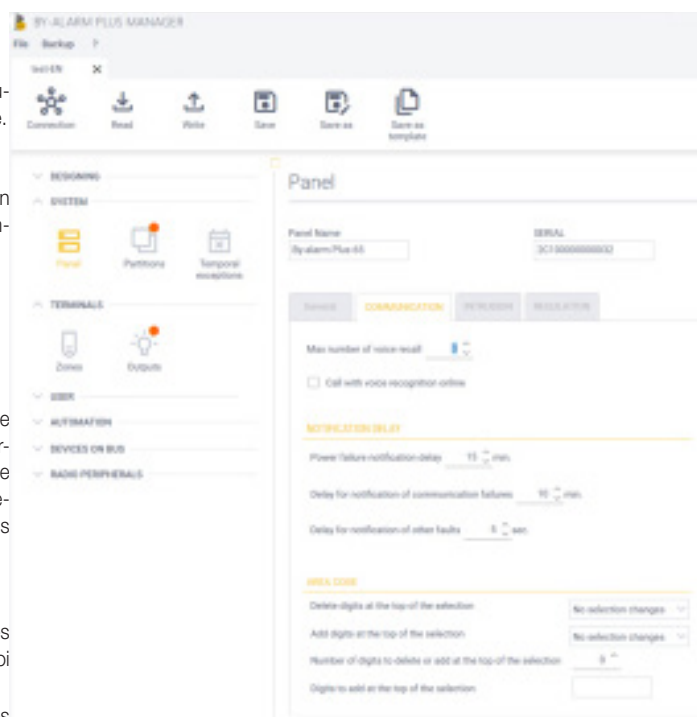 BY-ALARM PLUS MANAGER
File Backup ?
test-EN X
Connection Read Write Save Save as Save as template
DESIGNING
SYSTEM
Panel Partitions Temporal exceptions
TERMINALS
Zones Outputs
USER
AUTOMATION
DEVICES ON BUS
RADIO PERIPHERALS
Panel
Panel Name SERIAL
By-alarm Plus 65
COMMUNICATION INTRUSION REGULATION
Max number of voice recall
Call with voice recognition online
NOTIFICATION DELAY
Power failure notification delay 15 min.
Delay for notification of communication failures 10 min.
Delay for notification of other faults 5 sec.
AREA CODE
Delete digits at the top of the selection No selection changes
Add digits at the top of the selection No selection changes
Number of digits to delete or add at the top of the selection 0
Digits to add at the top of the selection